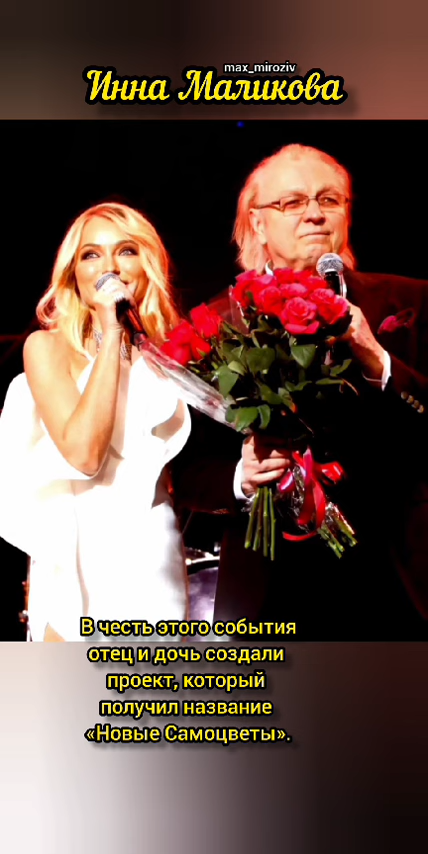 max_miroziv
Инна Маликова
В честь этого события
отец и дочь создали
проект, который
получил название
«Новые Самоцветы».